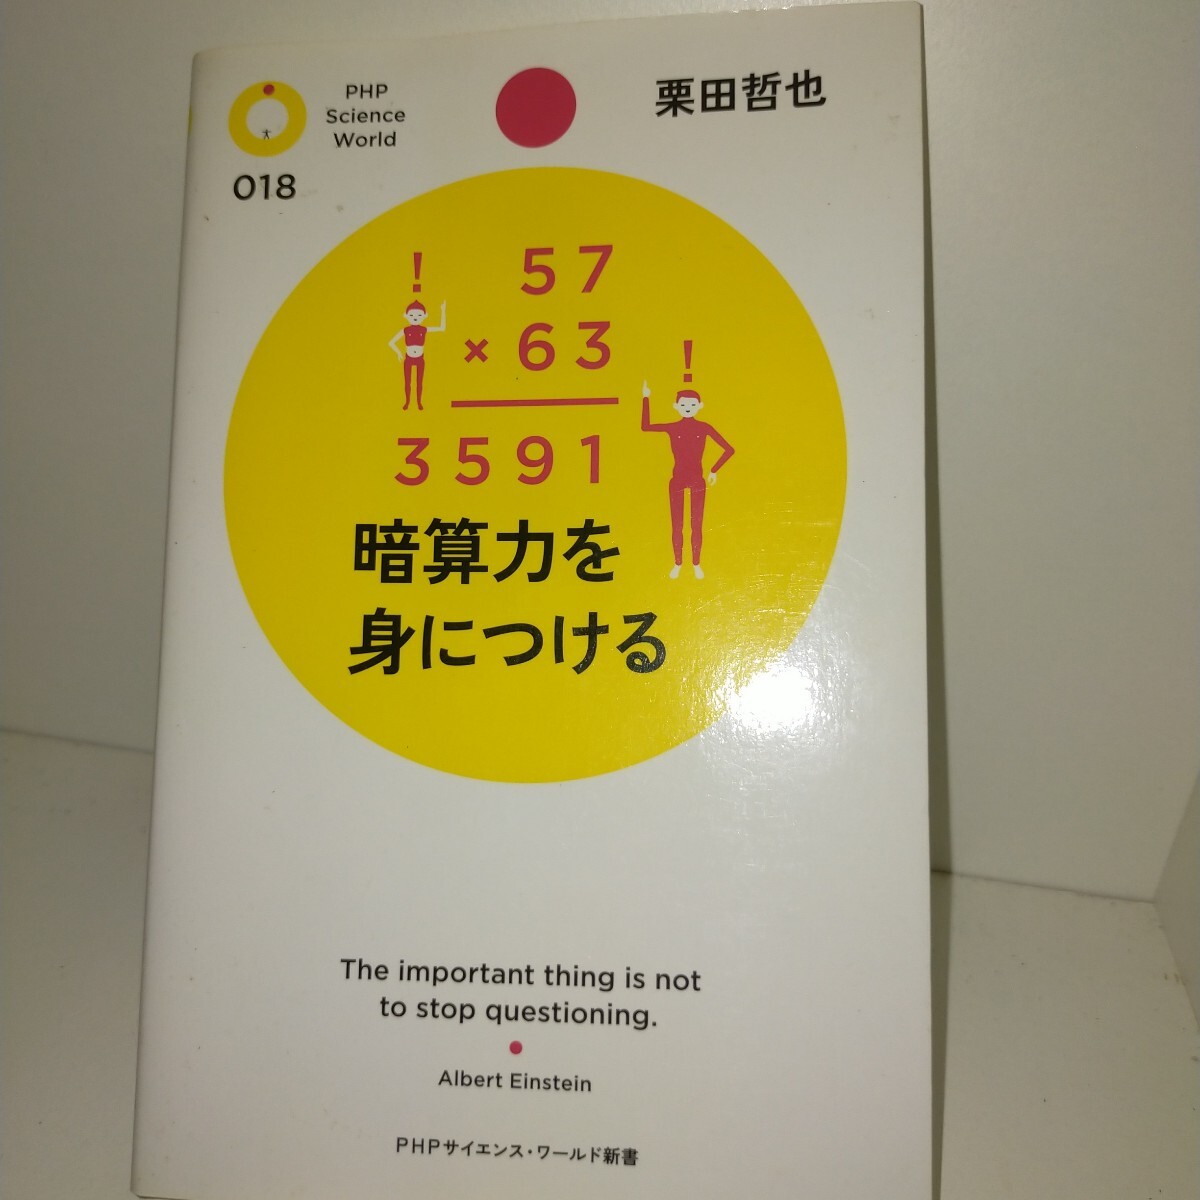 PHP
Science
World
018
栗田哲也
!
57
×63
!
3591
暗算力を
身につける
The important thing is not
to stop questioning.
Albert Einstein
PHPサイエンス・ワールド新書